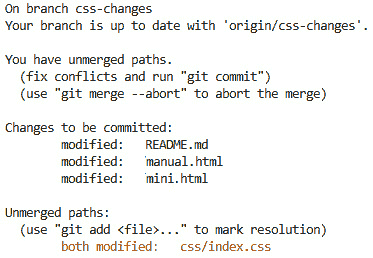 On branch css-changes
Your branch is up to date with 'origin/css-changes'.
You have unmerged paths.
(fix conflicts and run "git commit")
(use "git merge --abort" to abort the merge)
Changes to be committed:
modified: README.md
modified: manual.html
modified: mini.html
Unmerged paths:
(use "git add <file>..." to mark resolution)
both modified: css/index.css